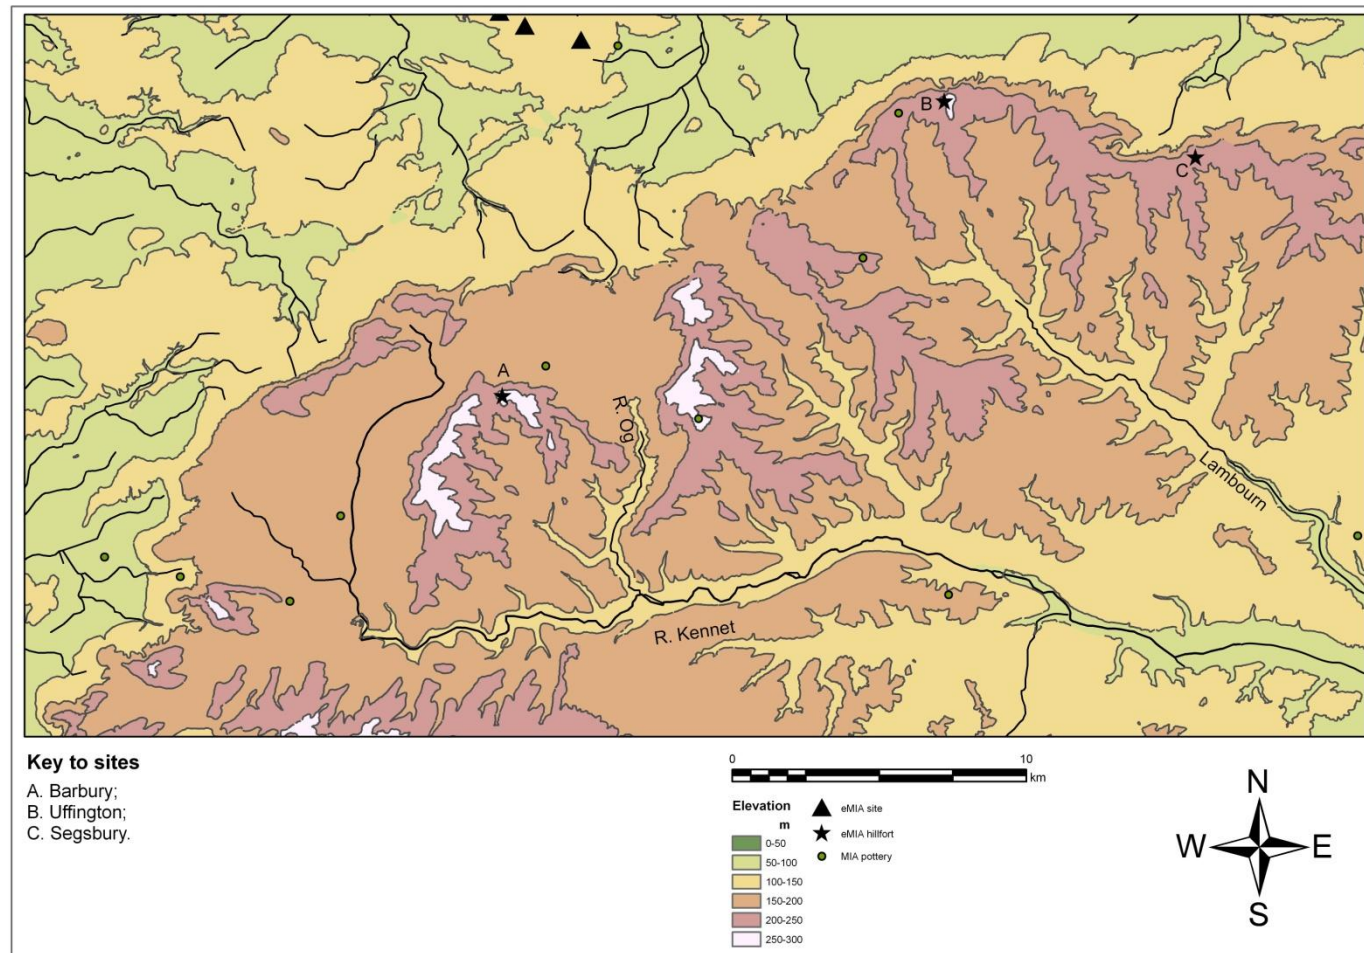 B
C
A
R. Og
Lambourn
R. Kennet
Key to sites
A. Barbury;
B. Uffington;
C. Segsbury.
0 10
km
Elevation
m
0-50
50-100
100-150
150-200
200-250
250-300
eMIA site
eMIA hillfort
MIA pottery
N
W E
S